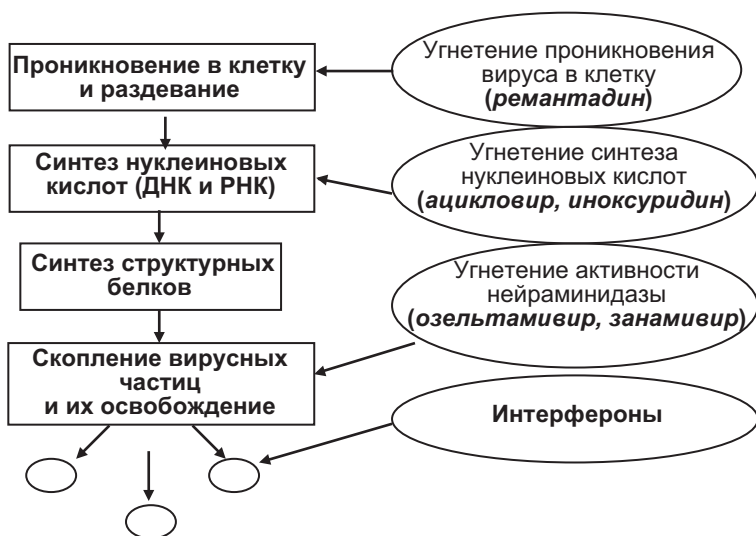 Проникновение в клетку
и раздевание
Угнетение проникновения
вируса в клетку
(ремантадин)
Синтез нуклеиновых
кислот (ДНК и РНК)
Угнетение синтеза
нуклеиновых кислот
(ацикловир, иноксуридин)
Синтез структурных
белков
Угнетение активности
нейраминидазы
(озельтамивир, занамивир)
Скопление вирусных
частиц
и их освобождение
Интерфероны